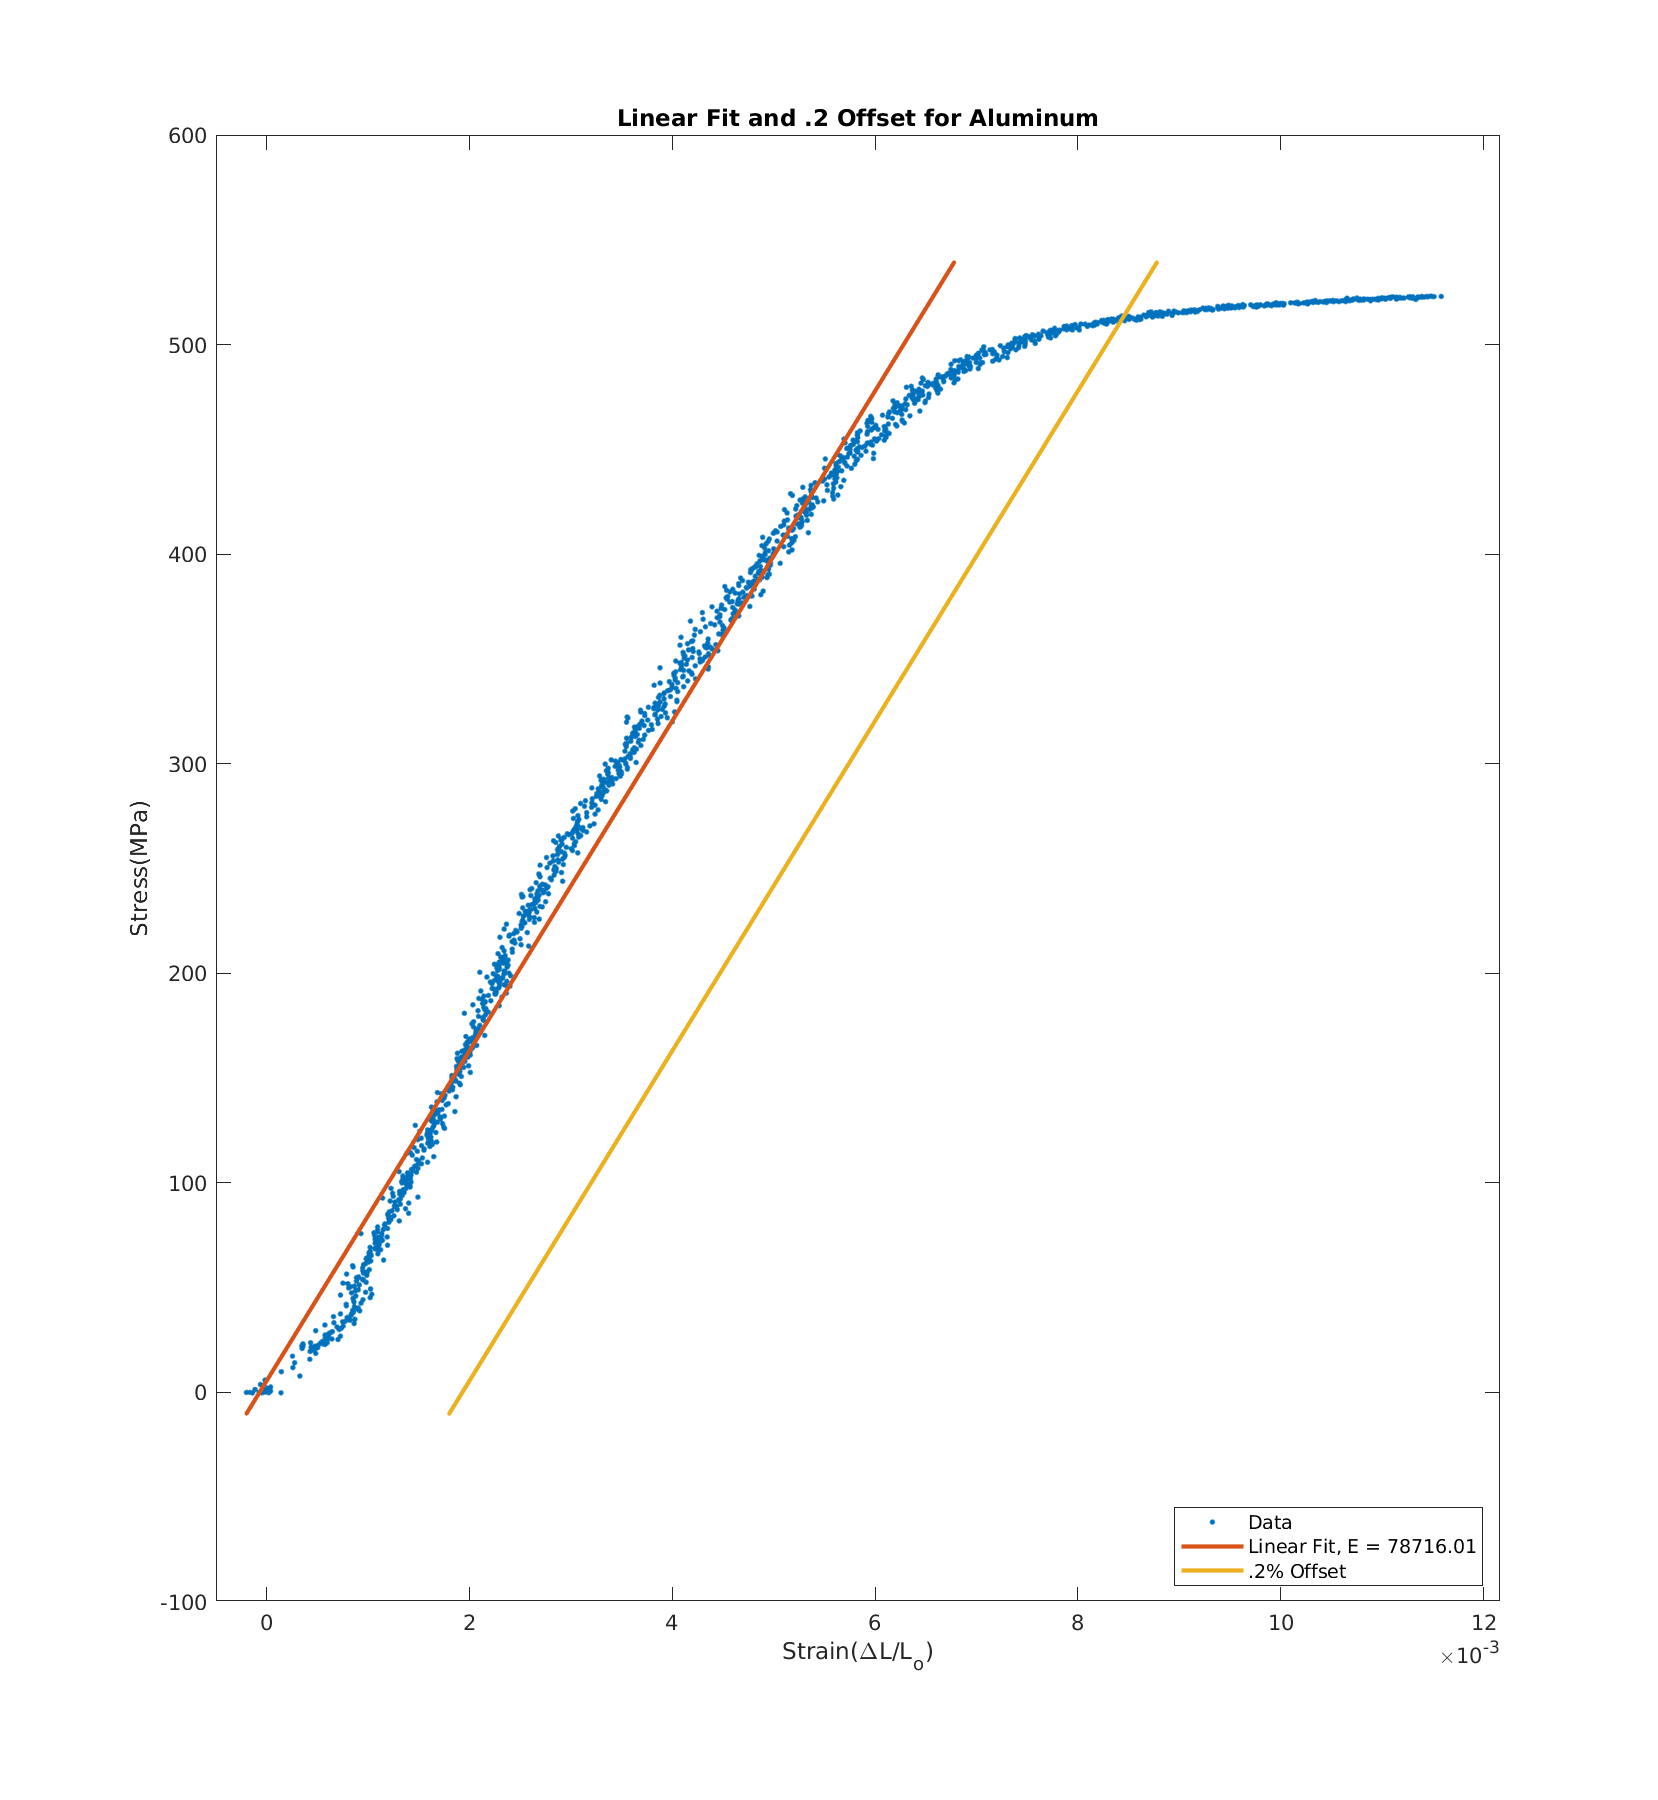 Linear Fit and .2 Offset for Aluminum
600
500
400
300
200
100
0
-100
Stress(MPa)
0 2 4 6 8 10 12
×10-3
Strain(ΔL/Lo)
Data
Linear Fit, E = 78716.01
.2% Offset